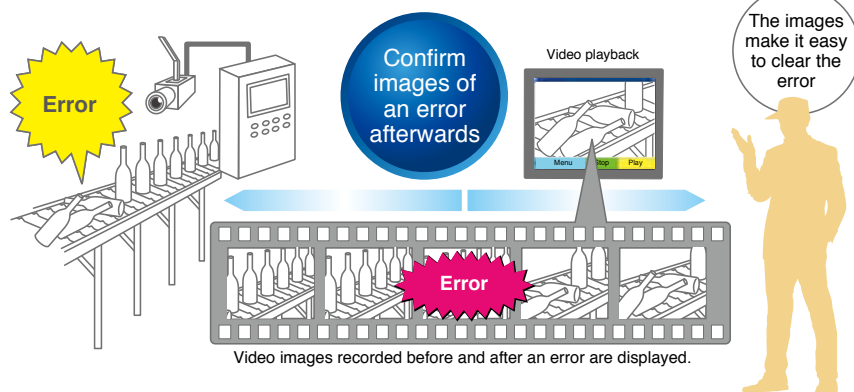 Error
Confirm
images of
an error
afterwards
Video playback
Menu Stop Play
The images
make it easy
to clear the
error
Error
Video images recorded before and after an error are displayed.